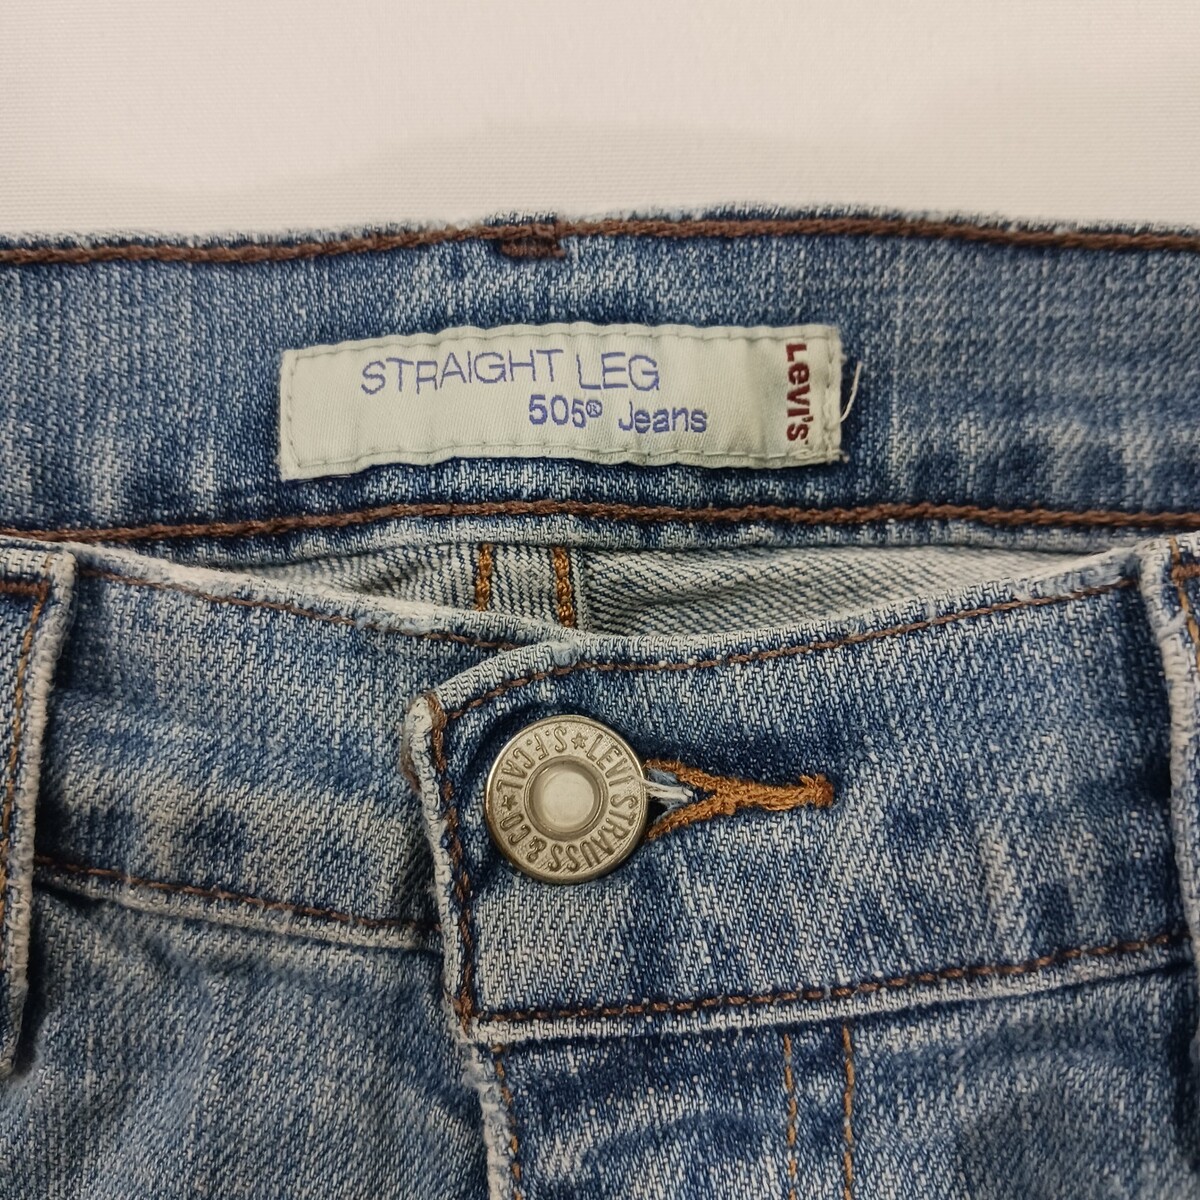 STRAIGHT LEG
505® Jeans
Levi's
LEVI STRAUSS & CO ★ S.F. CAL ★